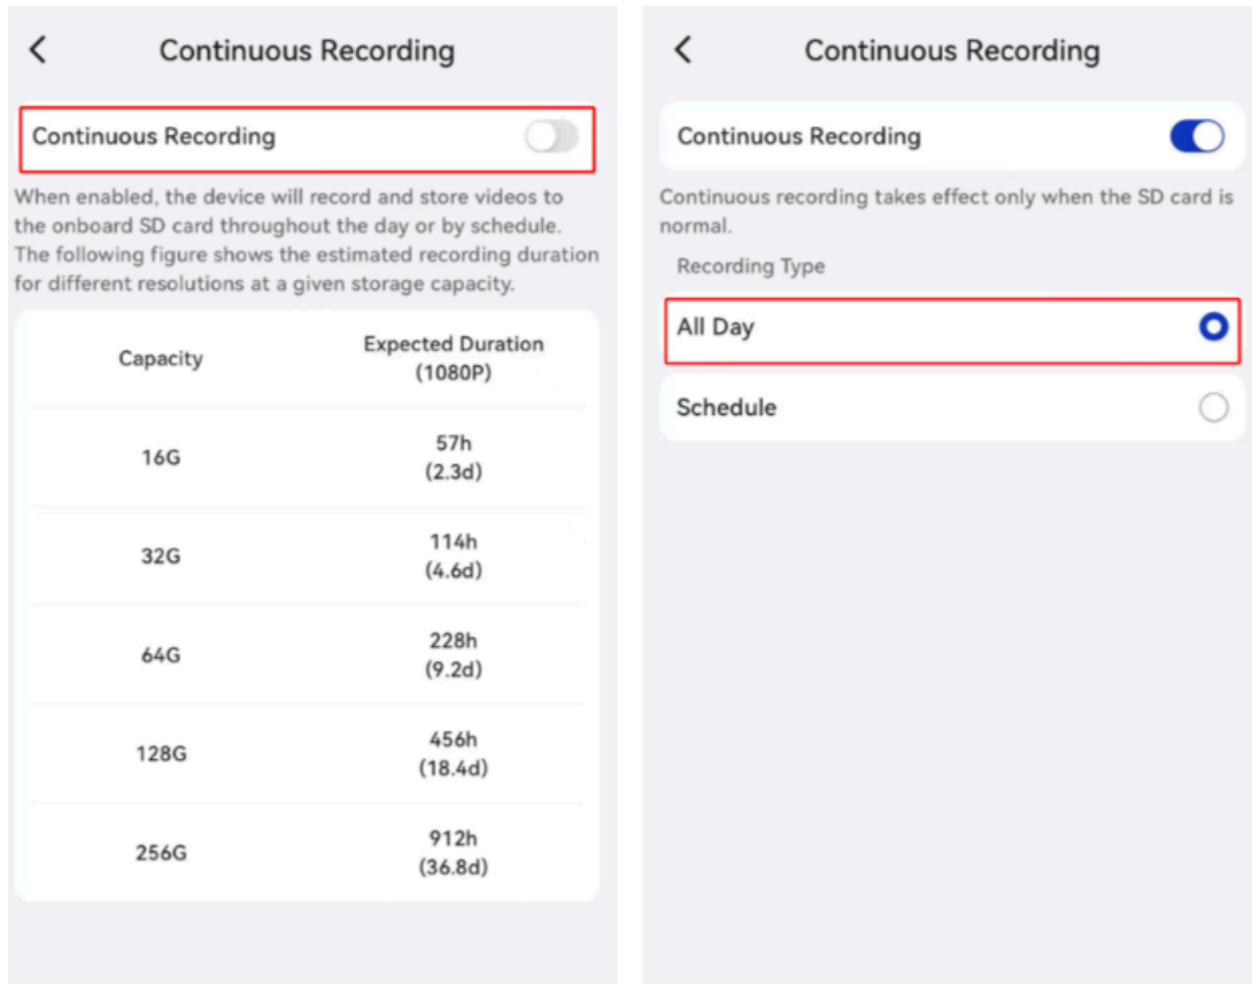 Continuous Recording
Continuous Recording
When enabled, the device will record and store videos to
the onboard SD card throughout the day or by schedule.
The following figure shows the estimated recording duration
for different resolutions at a given storage capacity.
Capacity
Expected Duration
(1080P)
16G
57h
(2.3d)
32G
114h
(4.6d)
64G
228h
(9.2d)
128G
456h
(18.4d)
256G
912h
(36.8d)
Continuous Recording
Continuous Recording
Continuous recording takes effect only when the SD card is
normal.
Recording Type
All Day
Schedule